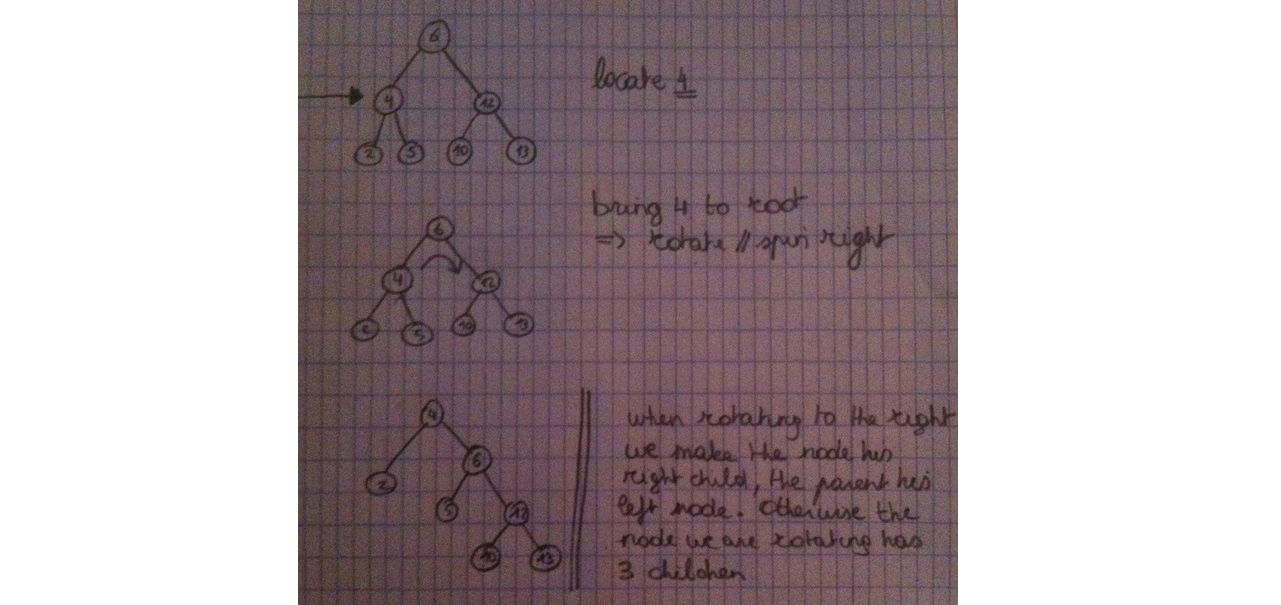 6
locate 4
4 12
2 5 10 13
bring 4 to root
=> rotate // spin right
6
4 12
2 5 10 13
4
when rotating to the right
6
we make the node his
2
right child, the parent his
5 12
left node. Otherwise the
node we are rotating has
10 13
3 children